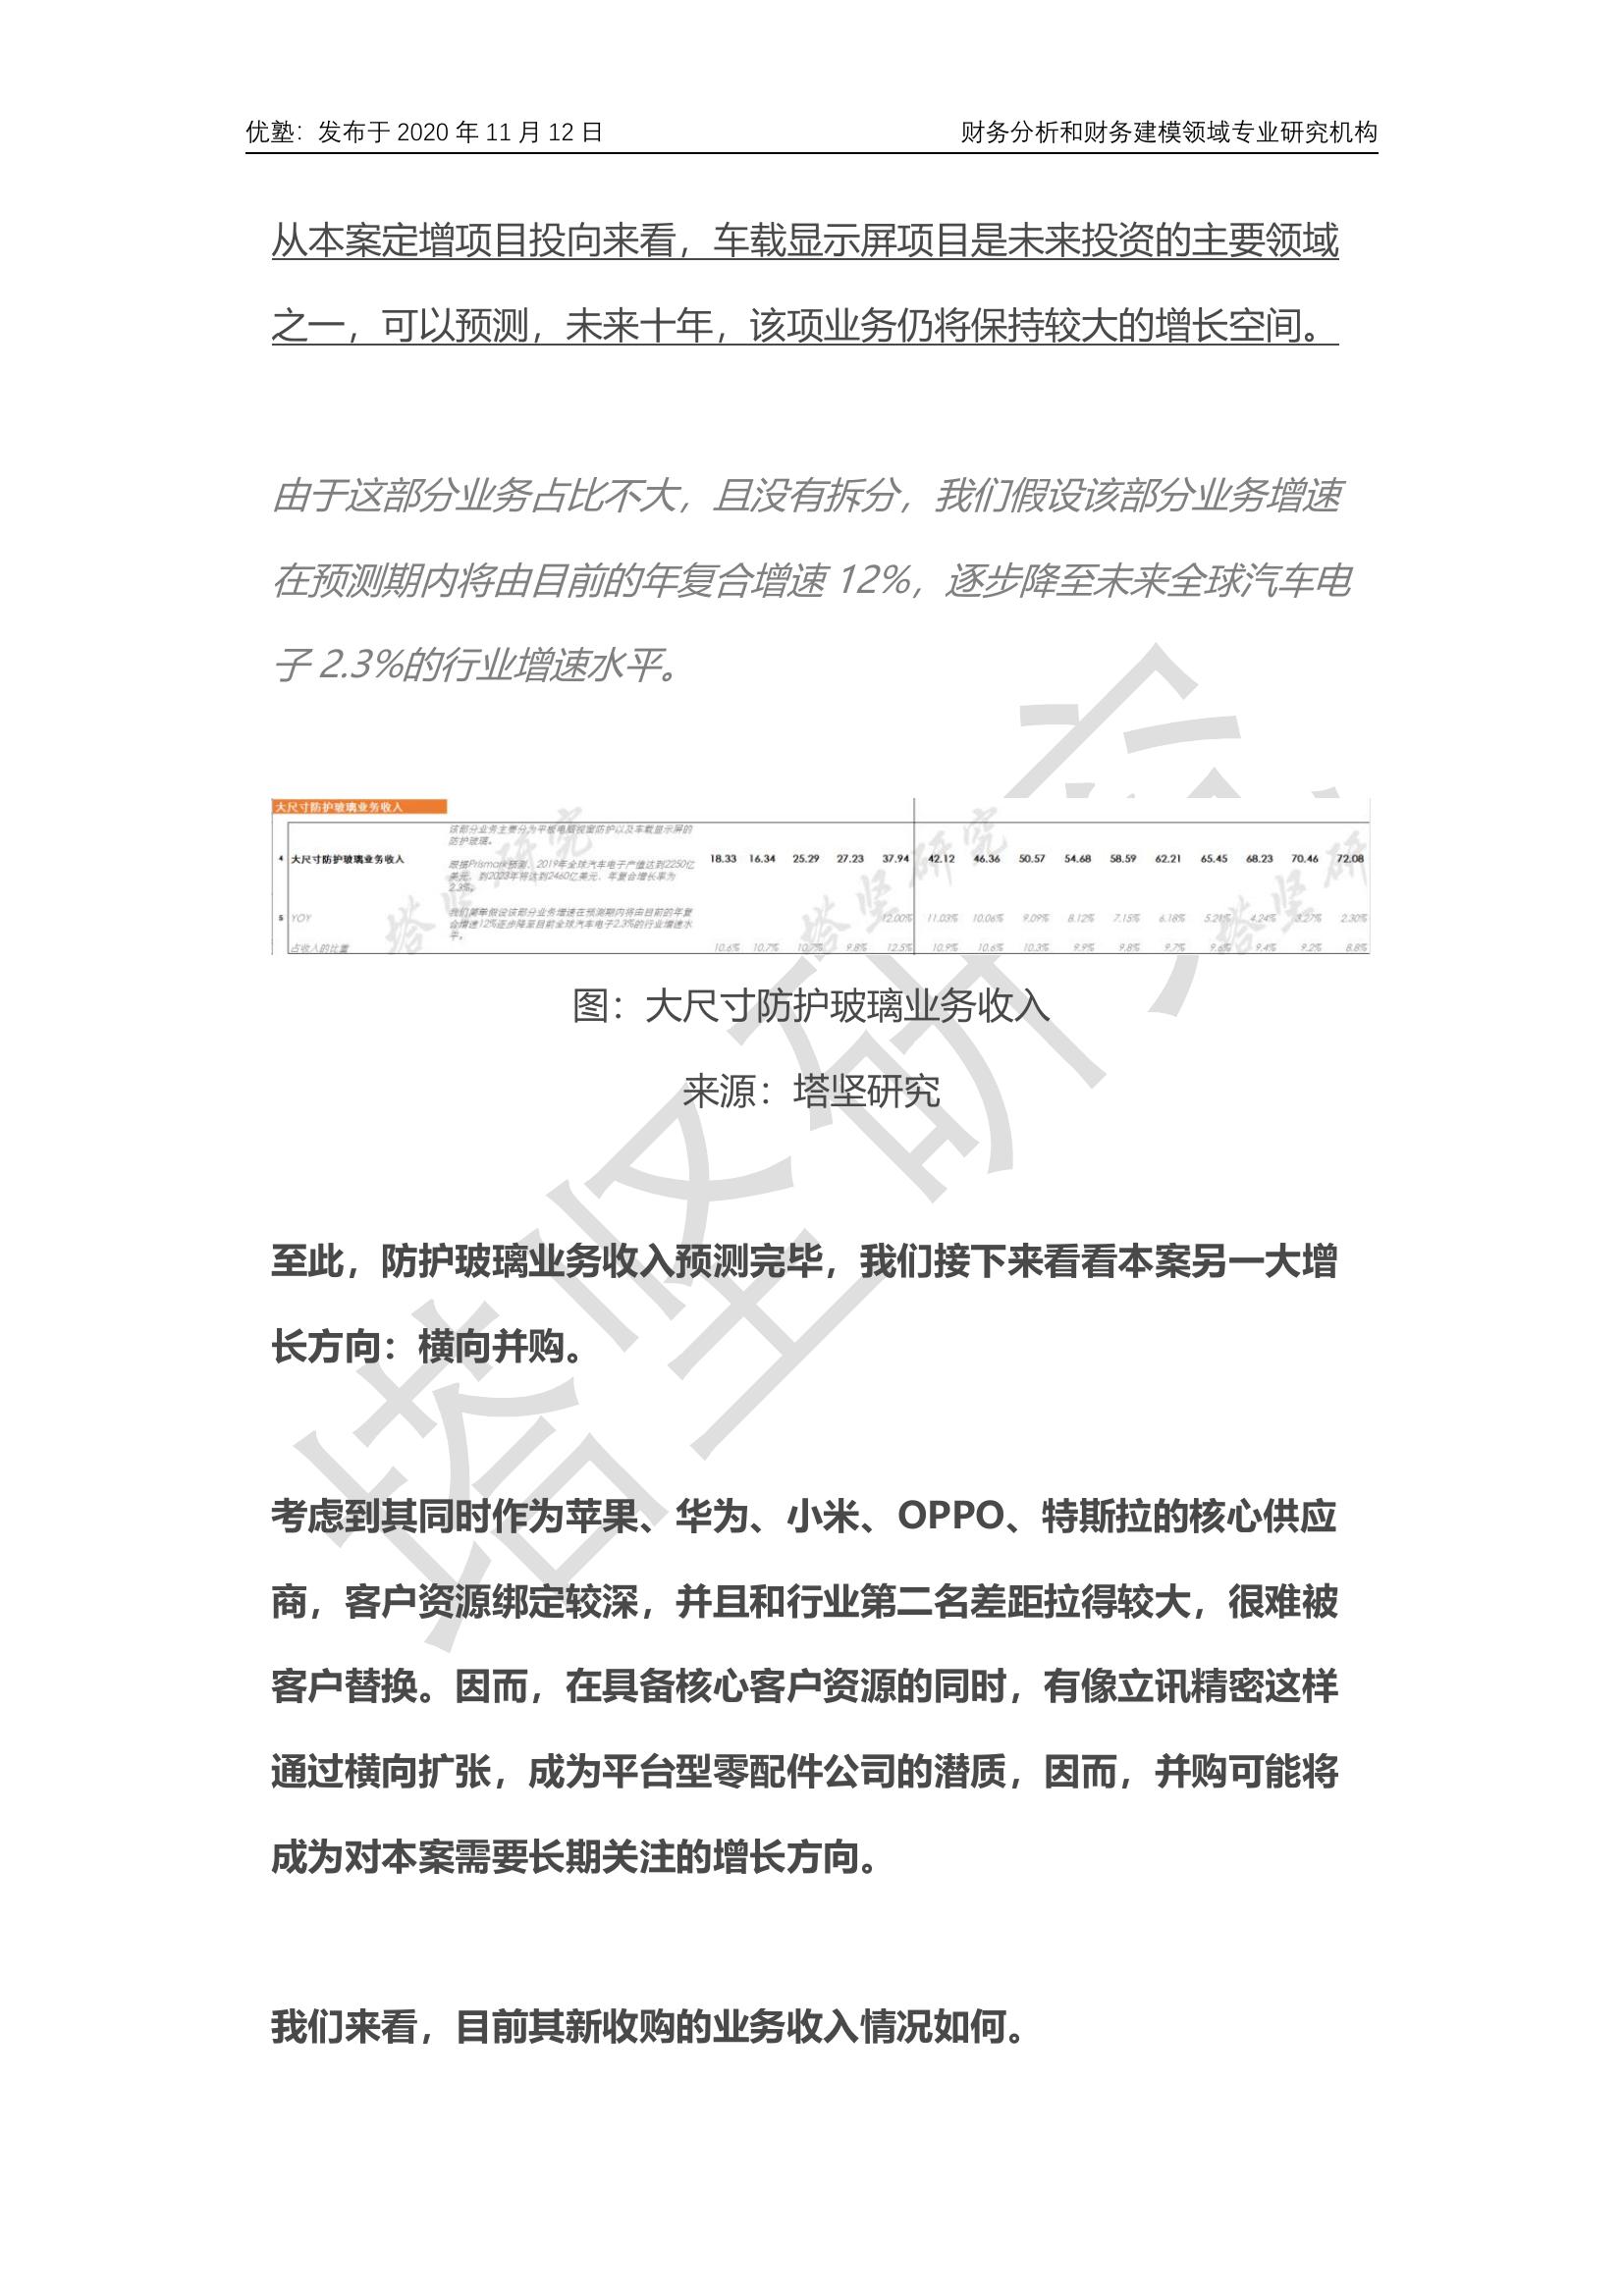 优塾：发布于 2020 年 11 月 12 日
财务分析和财务建模领域专业研究机构
从本案定增项目投向来看，车载显示屏项目是未来投资的主要领域
之一，可以预测，未来十年，该项业务仍将保持较大的增长空间。
由于这部分业务占比不大，且没有拆分，我们假设该部分业务增速
在预测期内将由目前的年复合增速 12%，逐步降至未来全球汽车电
子 2.3%的行业增速水平。
大尺寸防护玻璃业务收入
该部分业务主要分为平板电脑视窗防护以及车载显示屏的
防护玻璃。
4 大尺寸防护玻璃业务收入 18.33 16.34 25.29 27.23 37.94 42.12 46.36 50.57 54.68 58.59 62.21 65.45 68.23 70.46 72.08
根据Prismark预测，2019年全球汽车电子产值达到2250亿
美元，到2023年将达到2460亿美元，年复合增长率为
2.3%。
我们简单假设该部分业务增速在预测期内将由目前的年复
5 YOY 12.00% 11.03% 10.06% 9.09% 8.12% 7.15% 6.18% 5.21% 4.24% 3.27% 2.30%
合增速12%逐步降至目前全球汽车电子2.3%的行业增速水
平。
占收入的比重 10.6% 10.7% 10.7% 9.8% 12.5% 10.9% 10.6% 10.3% 9.9% 9.8% 9.7% 9.6% 9.4% 9.2% 8.8%
图：大尺寸防护玻璃业务收入
来源：塔坚研究
至此，防护玻璃业务收入预测完毕，我们接下来看看本案另一大增
长方向：横向并购。
考虑到其同时作为苹果、华为、小米、OPPO、特斯拉的核心供应
商，客户资源绑定较深，并且和行业第二名差距拉得较大，很难被
客户替换。因而，在具备核心客户资源的同时，有像立讯精密这样
通过横向扩张，成为平台型零配件公司的潜质，因而，并购可能将
成为对本案需要长期关注的增长方向。
我们来看，目前其新收购的业务收入情况如何。
塔坚研究